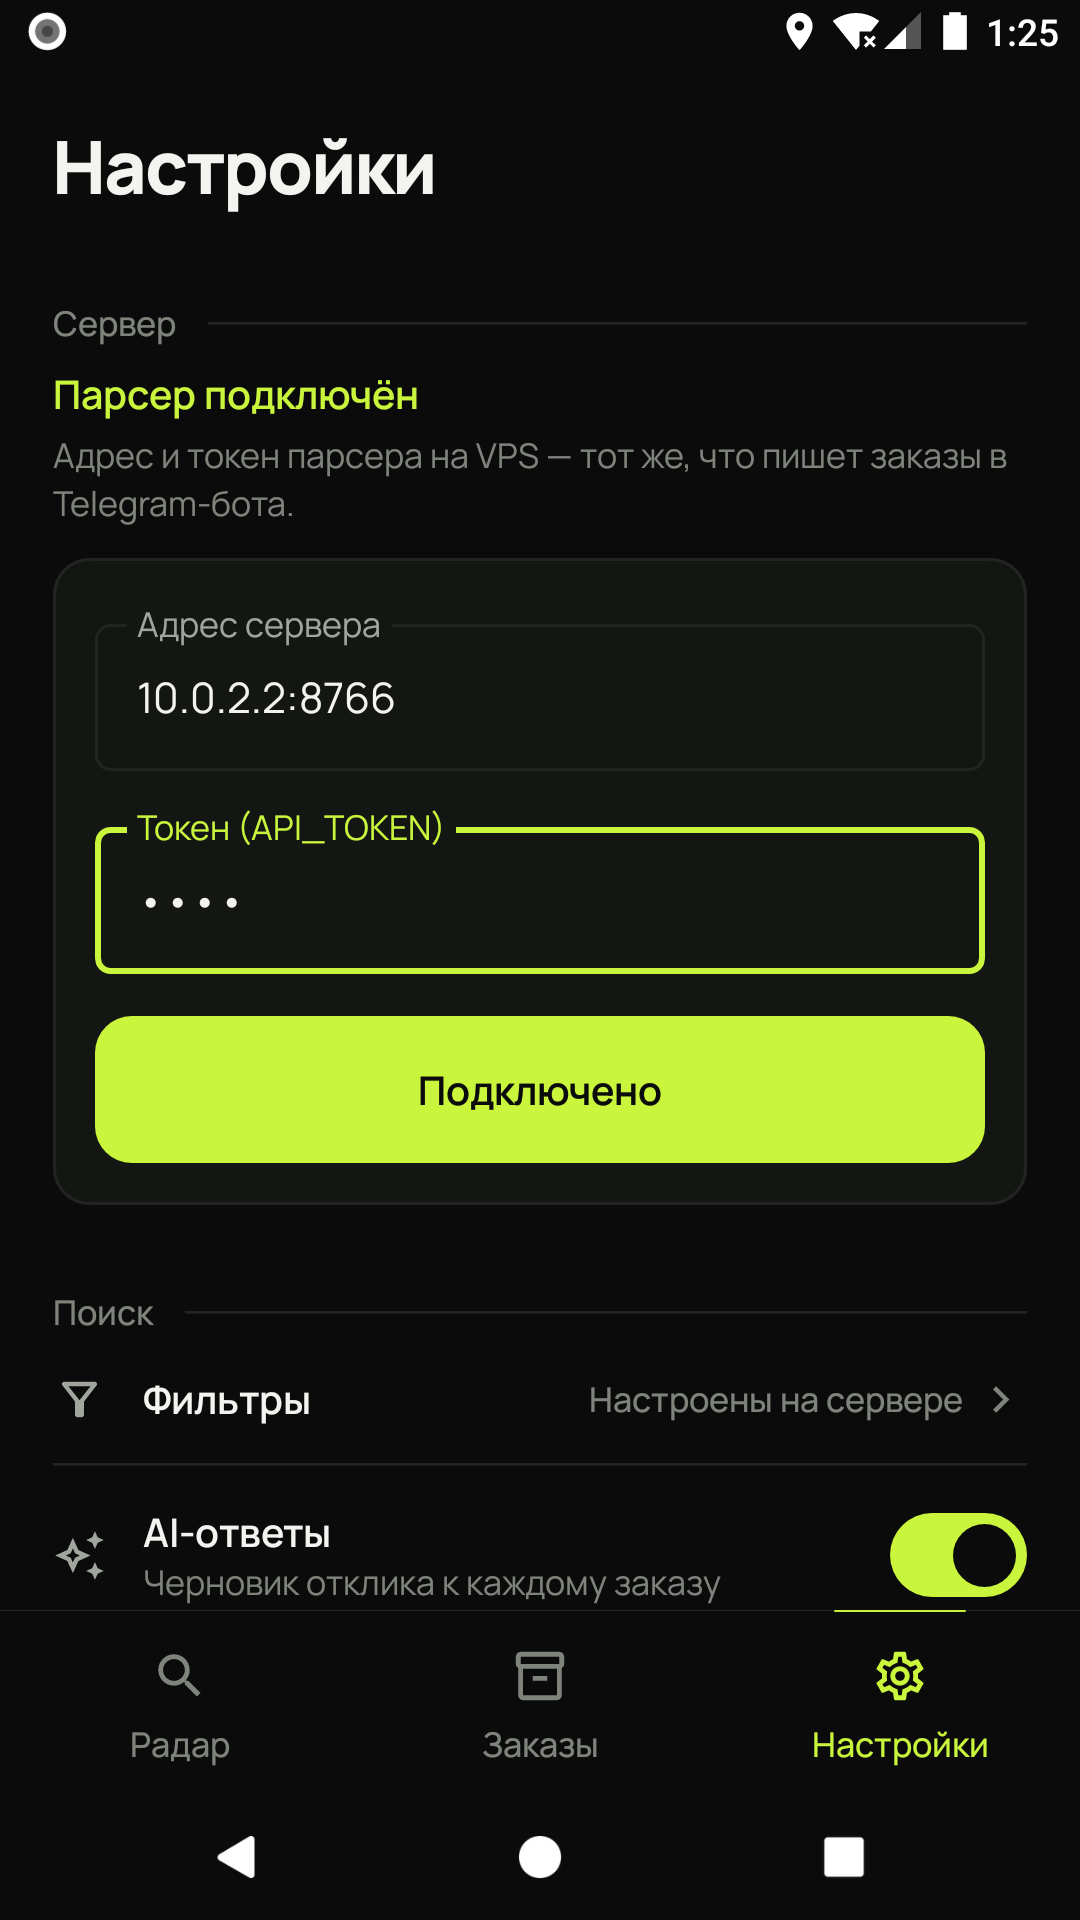 1:25
Настройки
Сервер
Парсер подключён
Адрес и токен парсера на VPS — тот же, что пишет заказы в
Telegram-бота.
Адрес сервера
10.0.2.2:8766
Токен (API_TOKEN)
••••
Подключено
Поиск
Фильтры
Настроены на сервере
AI-ответы
Черновик отклика к каждому заказу
Радар
Заказы
Настройки